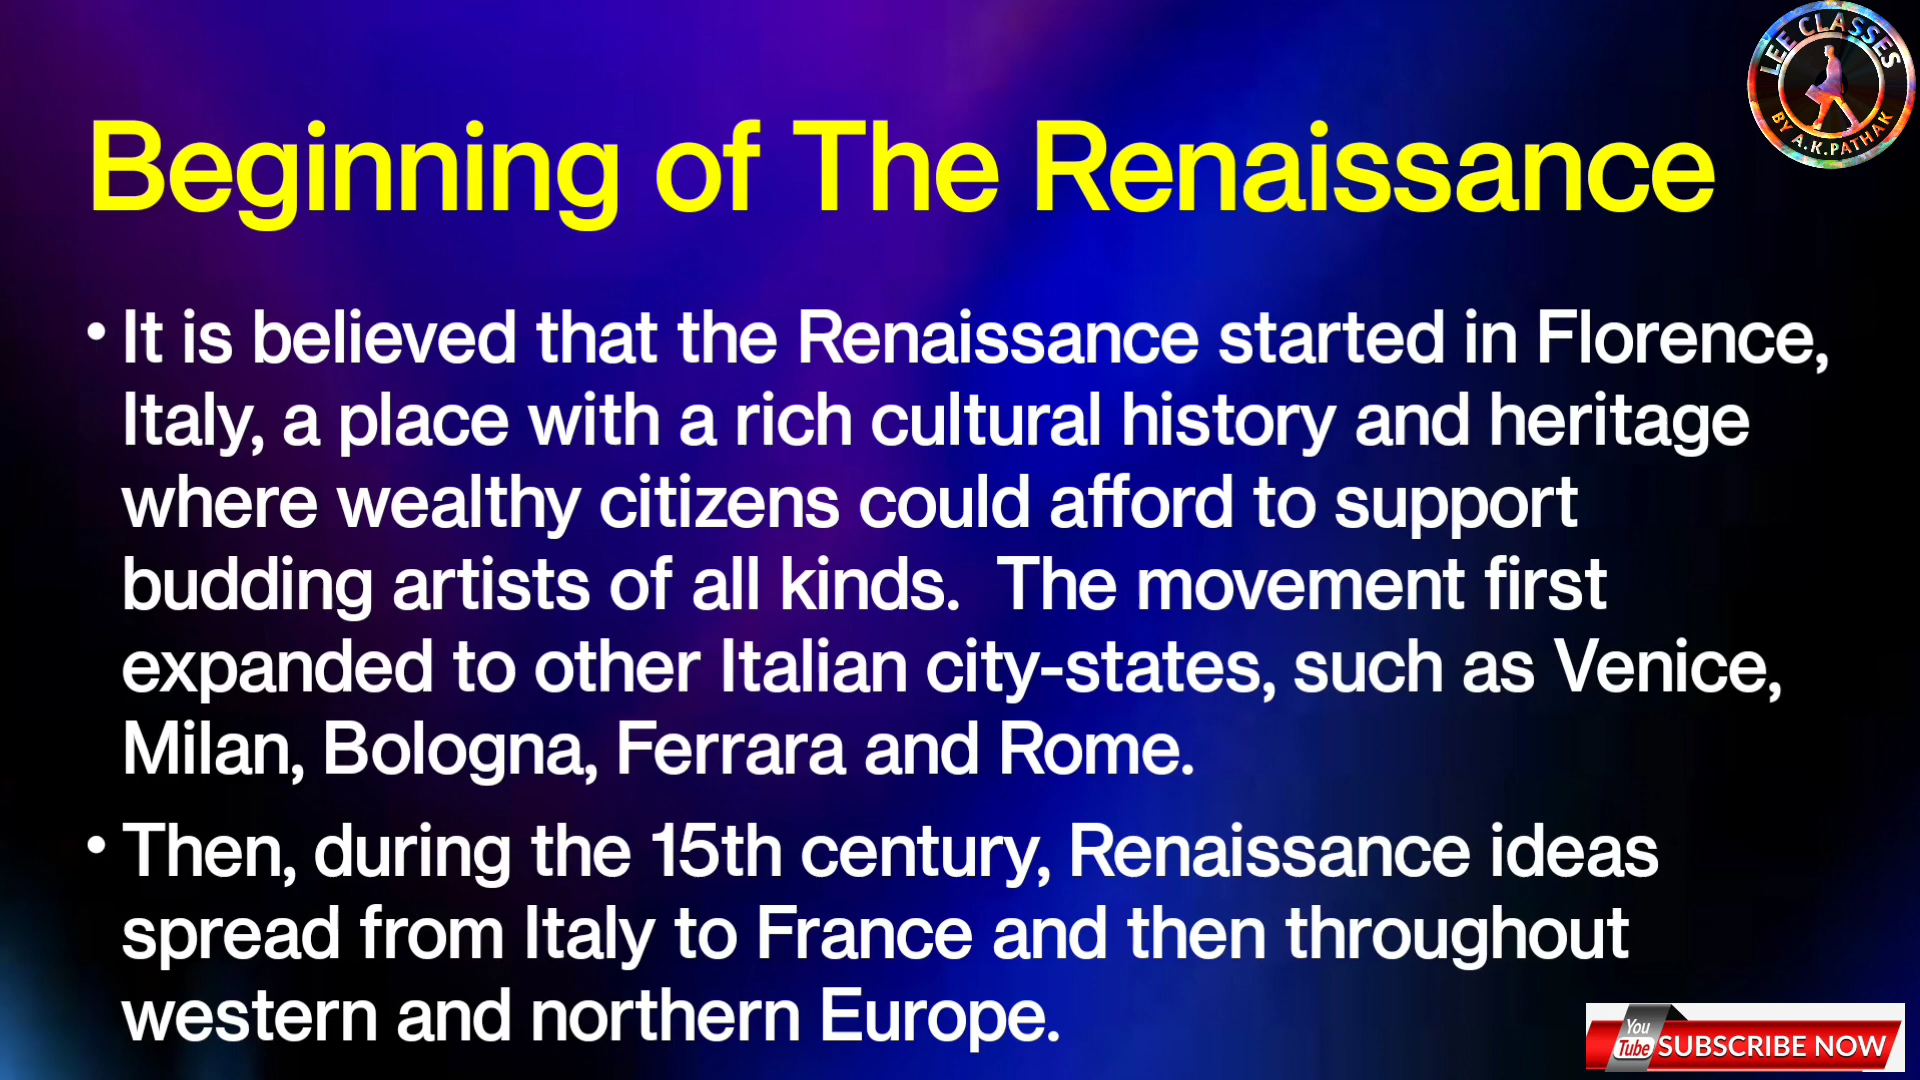 LEE CLASSES
BY A.K.PATHAK
Beginning of The Renaissance
• It is believed that the Renaissance started in Florence,
Italy, a place with a rich cultural history and heritage
where wealthy citizens could afford to support
budding artists of all kinds.  The movement first
expanded to other Italian city-states, such as Venice,
Milan, Bologna, Ferrara and Rome.
• Then, during the 15th century, Renaissance ideas
spread from Italy to France and then throughout
western and northern Europe.
You
Tube SUBSCRIBE NOW